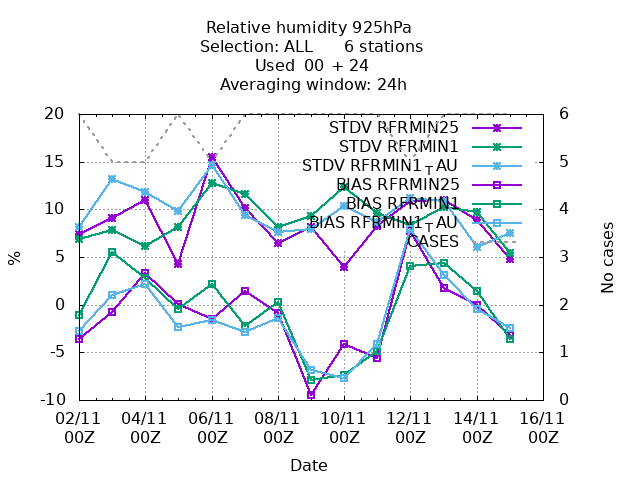 Relative humidity 925hPa
Selection: ALL 6 stations
Used 00 + 24
Averaging window: 24h
20 6
STDV RFRMIN25
STDV RFRMIN1
15 5
STDV RFRMIN1_TAU
BIAS RFRMIN25
BIAS RFRMIN1
10 4
BIAS RFRMIN1_TAU
CASES
% 5 3 No cases
0 2
-5 1
-10 0
02/11 04/11 06/11 08/11 10/11 12/11 14/11 16/11
00Z 00Z 00Z 00Z 00Z 00Z 00Z 00Z
Date